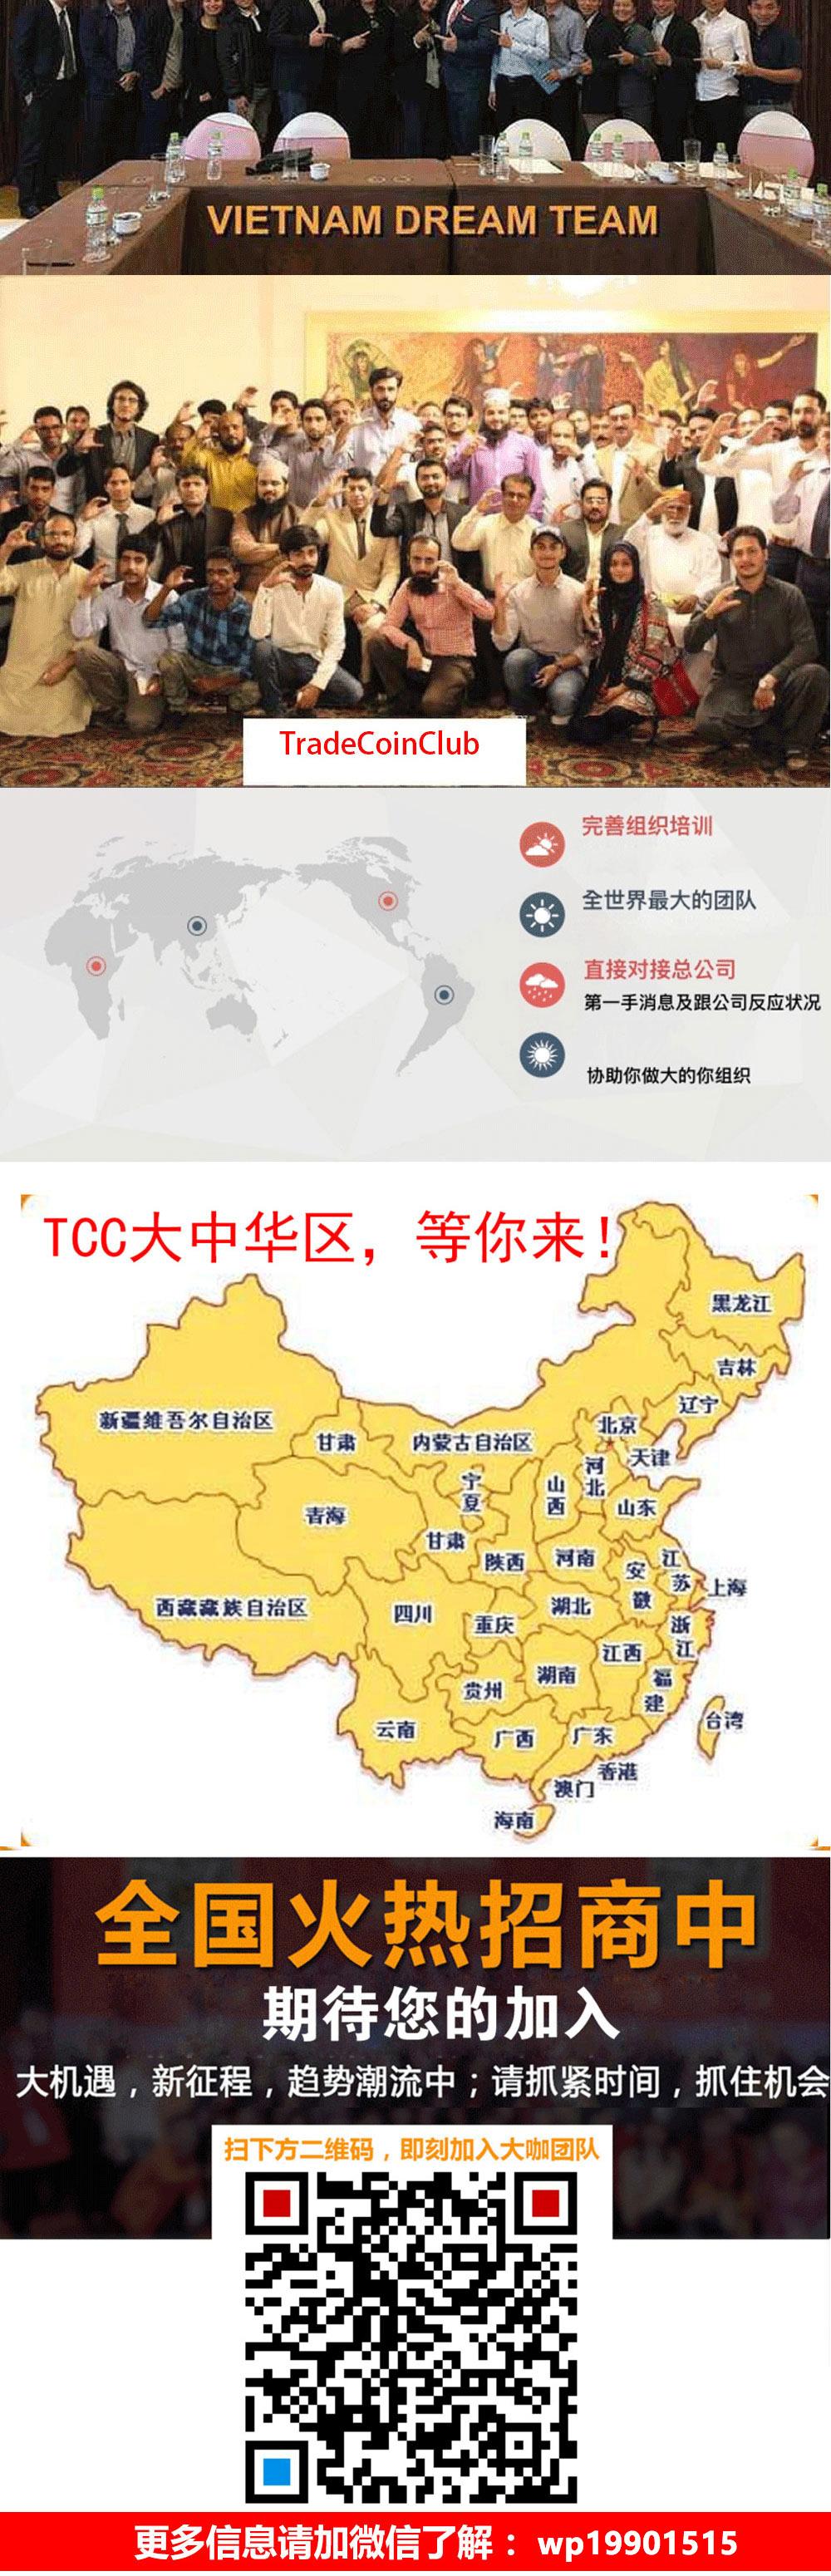 VIETNAM DREAM TEAM
TradeCoinClub
完善组织培训
全世界最大的团队
直接对接总公司
第一手消息及跟公司反应状况
协助你做大的你组织
TCC大中华区，等你来！
黑龙江
吉林
辽宁
新疆维吾尔自治区
甘肃
内蒙古自治区
北京
天津
河北
山西
宁夏
山东
青海
甘肃
陕西
河南
安徽
江苏
上海
西藏藏族自治区
四川
重庆
湖北
浙江
江西
湖南
贵州
福建
云南
广西
广东
台湾
香港
澳门
海南
全国火热招商中
期待您的加入
大机遇，新征程，趋势潮流中；请抓紧时间，抓住机会
扫下方二维码，即刻加入大咖团队
更多信息请加微信了解：wp19901515